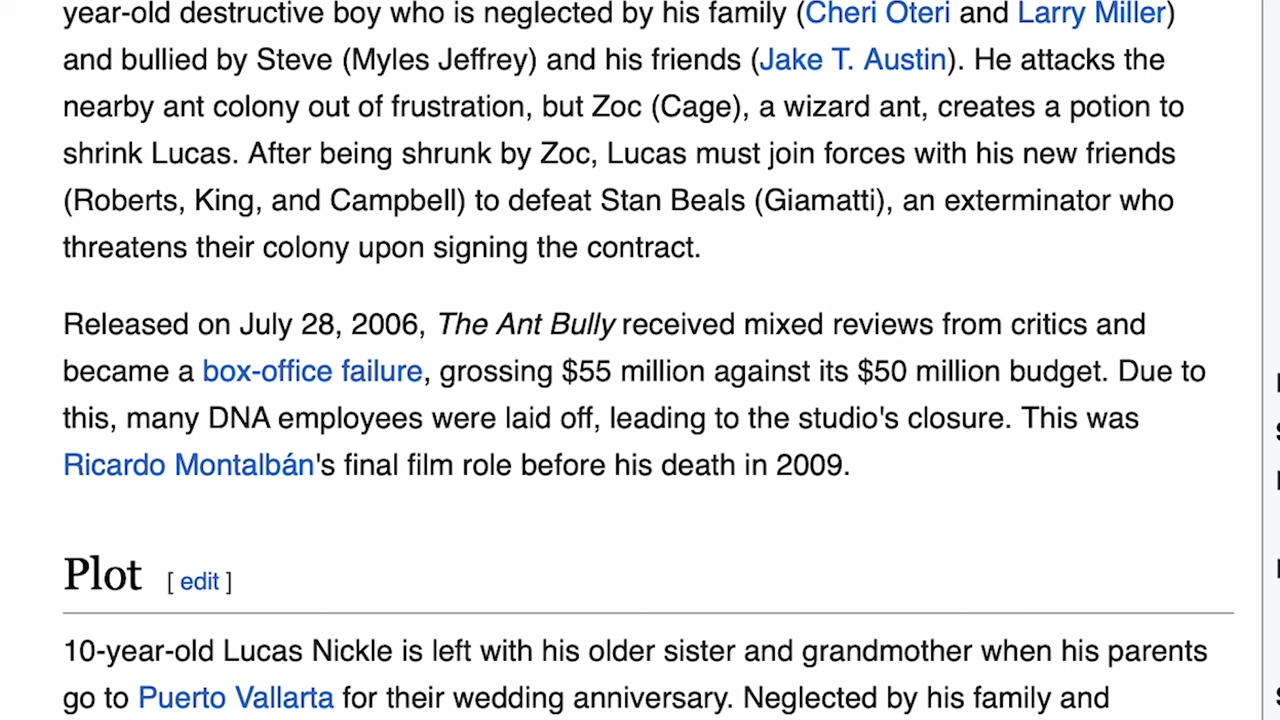 year-old destructive boy who is neglected by his family (Cheri Oteri and Larry Miller)
and bullied by Steve (Myles Jeffrey) and his friends (Jake T. Austin). He attacks the
nearby ant colony out of frustration, but Zoc (Cage), a wizard ant, creates a potion to
shrink Lucas. After being shrunk by Zoc, Lucas must join forces with his new friends
(Roberts, King, and Campbell) to defeat Stan Beals (Giamatti), an exterminator who
threatens their colony upon signing the contract.
Released on July 28, 2006, The Ant Bully received mixed reviews from critics and
became a box-office failure, grossing $55 million against its $50 million budget. Due to
this, many DNA employees were laid off, leading to the studio's closure. This was
Ricardo Montalbán's final film role before his death in 2009.
Plot [ edit ]
10-year-old Lucas Nickle is left with his older sister and grandmother when his parents
go to Puerto Vallarta for their wedding anniversary. Neglected by his family and